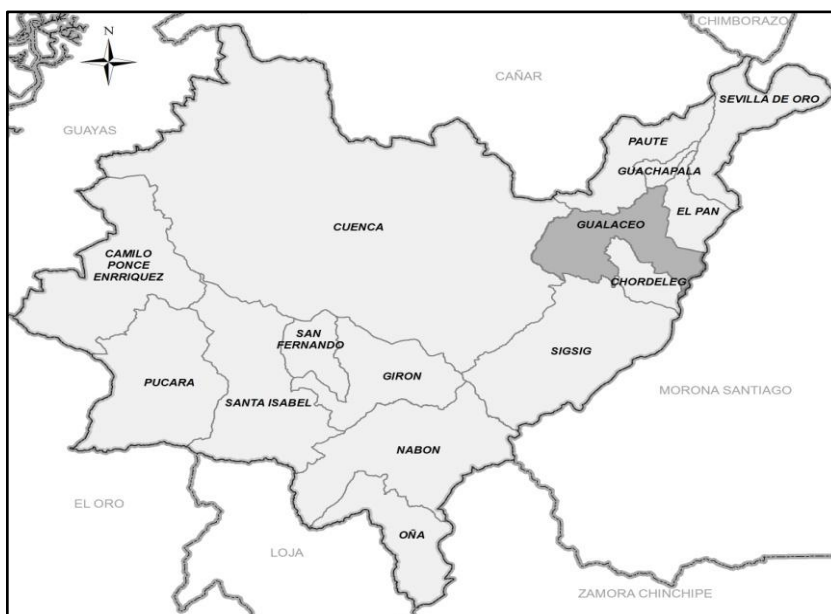 CHIMBORAZO
N
CAÑAR
SEVILLA DE ORO
GUAYAS
PAUTE
GUACHAPALA
EL PAN
GUALACEO
CUENCA
CAMILO
PONCE
ENRRIQUEZ
CHORDELEG
SAN
FERNANDO
SIGSIG
GIRON
PUCARA
MORONA SANTIAGO
SANTA ISABEL
NABON
EL ORO
OÑA
LOJA
ZAMORA CHINCHIPE